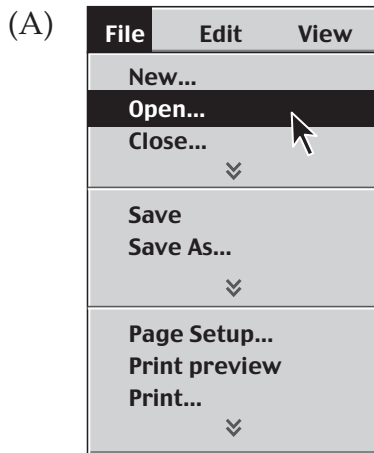 (A)
File Edit View
New...
Open...
Close...
Save
Save As...
Page Setup...
Print preview
Print...